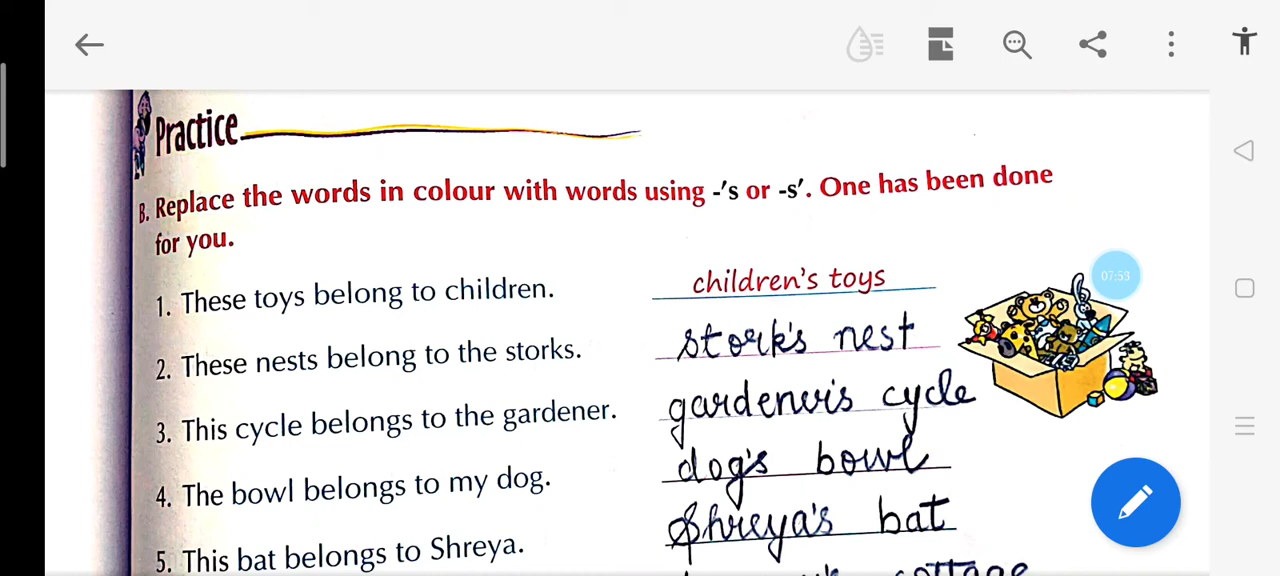 Practice
B. Replace the words in colour with words using -'s or -s'. One has been done
for you.
1. These toys belong to children. children's toys
2. These nests belong to the storks. stork's nest
3. This cycle belongs to the gardener. gardener's cycle
4. The bowl belongs to my dog. dog's bowl
5. This bat belongs to Shreya. Shreya's bat
cottage
07:53